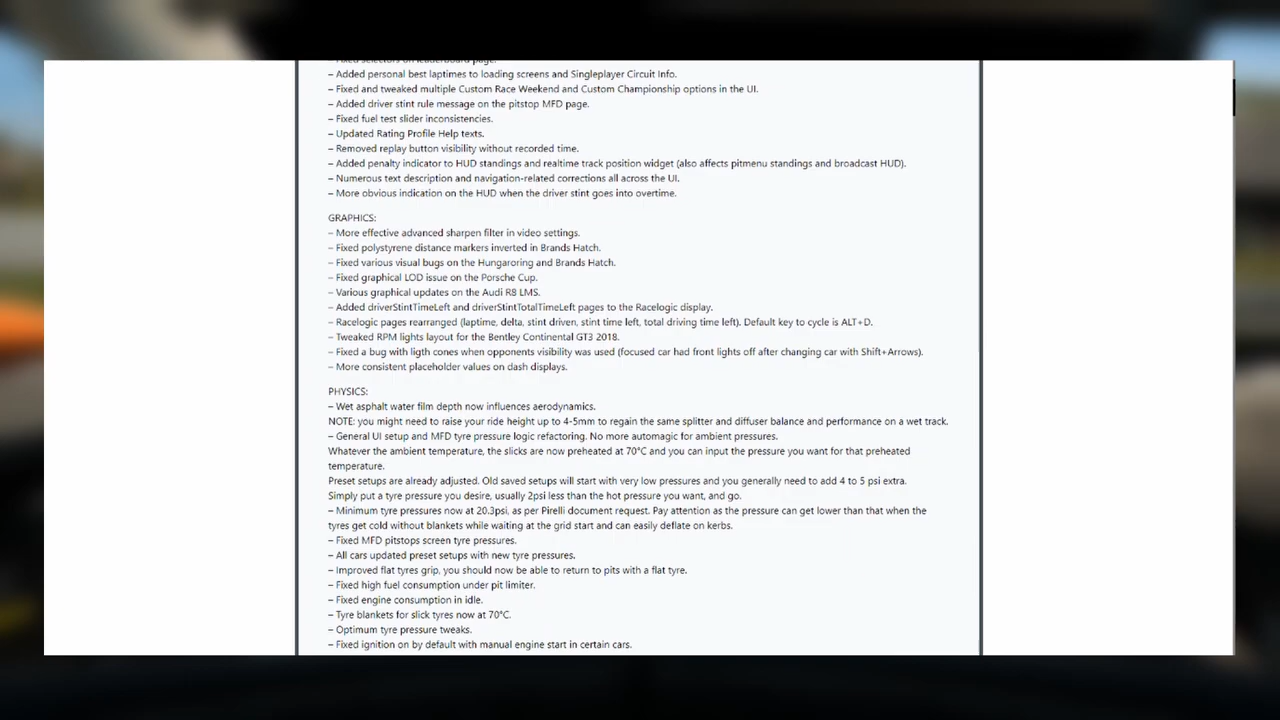 – Fixed selectors on leaderboard page.
– Added personal best laptimes to loading screens and Singleplayer Circuit Info.
– Fixed and tweaked multiple Custom Race Weekend and Custom Championship options in the UI.
– Added driver stint rule message on the pitstop MFD page.
– Fixed fuel test slider inconsistencies.
– Updated Rating Profile Help texts.
– Removed replay button visibility without recorded time.
– Added penalty indicator to HUD standings and realtime track position widget (also affects pitmenu standings and broadcast HUD).
– Numerous text description and navigation-related corrections all across the UI.
– More obvious indication on the HUD when the driver stint goes into overtime.
GRAPHICS:
– More effective advanced sharpen filter in video settings.
– Fixed polystyrene distance markers inverted in Brands Hatch.
– Fixed various visual bugs on the Hungaroring and Brands Hatch.
– Fixed graphical LOD issue on the Porsche Cup.
– Various graphical updates on the Audi R8 LMS.
– Added driverStintTimeLeft and driverStintTotalTimeLeft pages to the Racelogic display.
– Racelogic pages rearranged (laptime, delta, stint driven, stint time left, total driving time left). Default key to cycle is ALT+D.
– Tweaked RPM lights layout for the Bentley Continental GT3 2018.
– Fixed a bug with ligth cones when opponents visibility was used (focused car had front lights off after changing car with Shift+Arrows).
– More consistent placeholder values on dash displays.
PHYSICS:
– Wet asphalt water film depth now influences aerodynamics.
NOTE: you might need to raise your ride height up to 4-5mm to regain the same splitter and diffuser balance and performance on a wet track.
– General UI setup and MFD tyre pressure logic refactoring. No more automagic for ambient pressures.
Whatever the ambient temperature, the slicks are now preheated at 70°C and you can input the pressure you want for that preheated
temperature.
Preset setups are already adjusted. Old saved setups will start with very low pressures and you generally need to add 4 to 5 psi extra.
Simply put a tyre pressure you desire, usually 2psi less than the hot pressure you want, and go.
– Minimum tyre pressures now at 20.3psi, as per Pirelli document request. Pay attention as the pressure can get lower than that when the
tyres get cold without blankets while waiting at the grid start and can easily deflate on kerbs.
– Fixed MFD pitstops screen tyre pressures.
– All cars updated preset setups with new tyre pressures.
– Improved flat tyres grip, you should now be able to return to pits with a flat tyre.
– Fixed high fuel consumption under pit limiter.
– Fixed engine consumption in idle.
– Tyre blankets for slick tyres now at 70°C.
– Optimum tyre pressure tweaks.
– Fixed ignition on by default with manual engine start in certain cars.